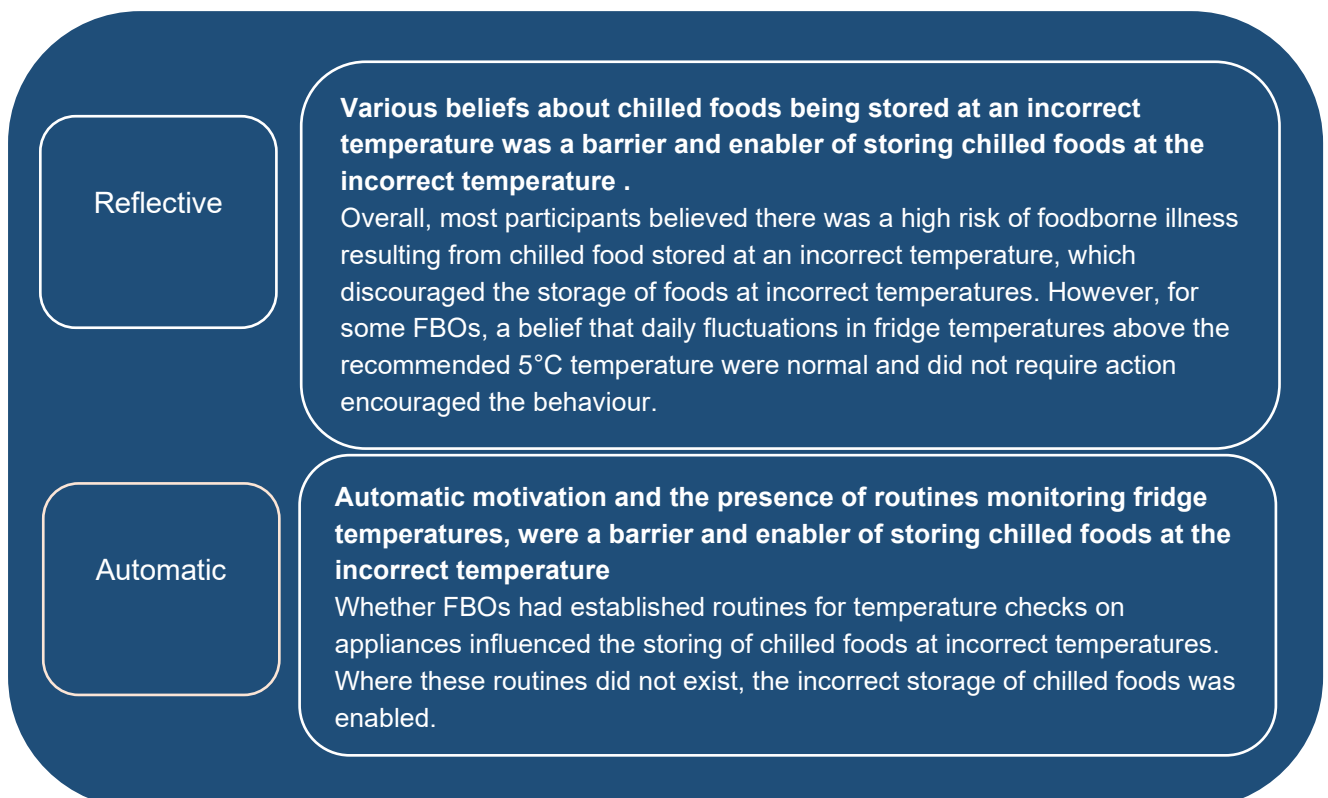 Reflective
Various beliefs about chilled foods being stored at an incorrect
temperature was a barrier and enabler of storing chilled foods at the
incorrect temperature .
Overall, most participants believed there was a high risk of foodborne illness
resulting from chilled food stored at an incorrect temperature, which
discouraged the storage of foods at incorrect temperatures. However, for
some FBOs, a belief that daily fluctuations in fridge temperatures above the
recommended 5°C temperature were normal and did not require action
encouraged the behaviour.
Automatic
Automatic motivation and the presence of routines monitoring fridge
temperatures, were a barrier and enabler of storing chilled foods at the
incorrect temperature
Whether FBOs had established routines for temperature checks on
appliances influenced the storing of chilled foods at incorrect temperatures.
Where these routines did not exist, the incorrect storage of chilled foods was
enabled.